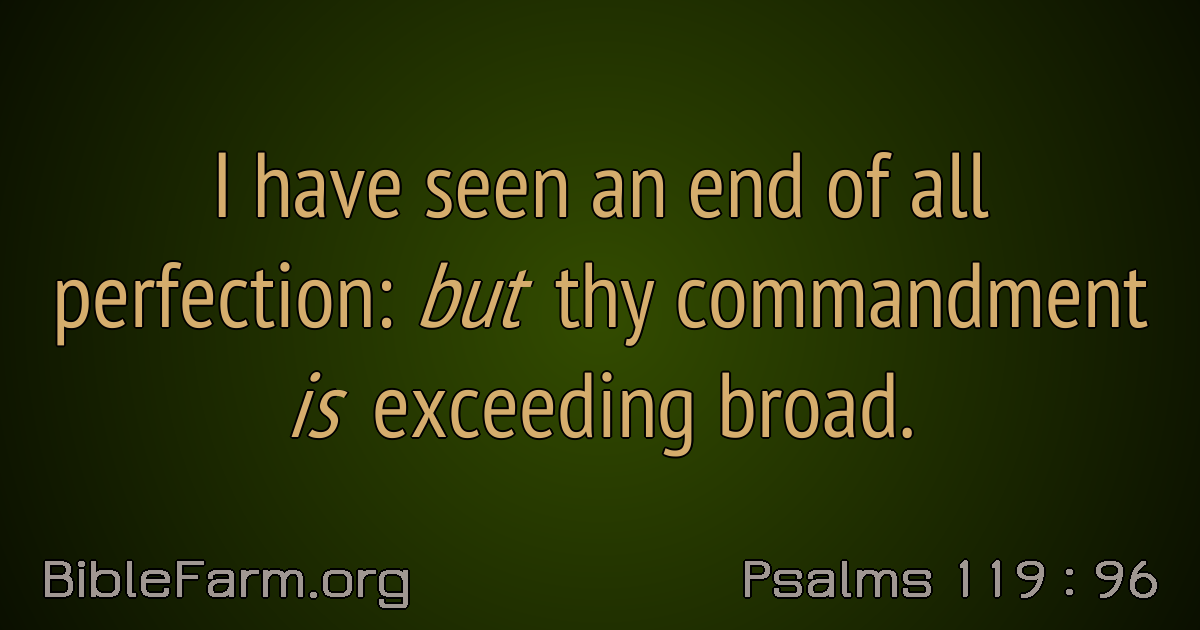 I have seen an end of all
perfection: but thy commandment
is exceeding broad.
BibleFarm.org
Psalms 119 : 96